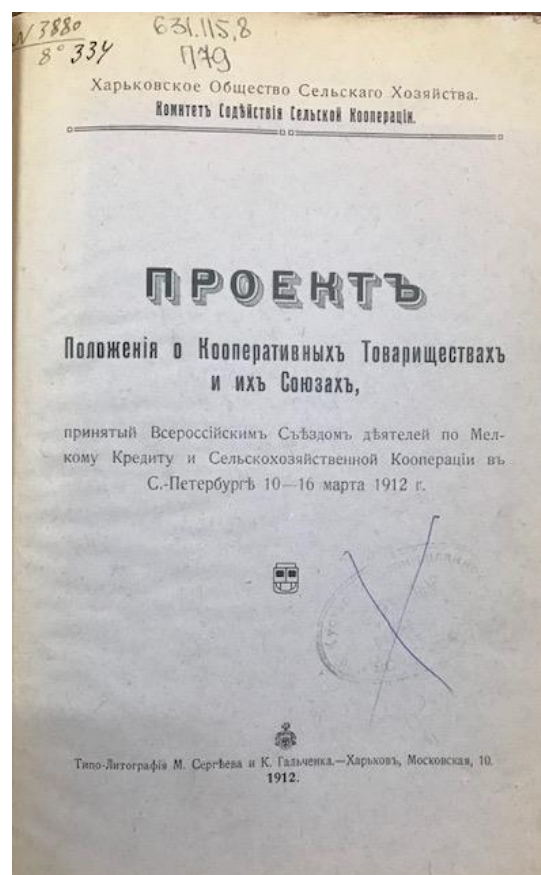 N 3880
8° 334
631.115,8
П79
Харьковское Общество Сельскаго Хозяйства.
Комитетъ Содѣйствія Сельской Коопераціи.
ПРОЕКТЪ
Положенія о Кооперативныхъ Товариществахъ
и ихъ Союзахъ,
принятый Всероссійскимъ Съѣздомъ дѣятелей по Мел-
кому Кредиту и Сельскохозяйственной Коопераціи въ
С.-Петербургѣ 10—16 марта 1912 г.
Типо-Литографія М. Сергѣева и К. Гальченка.—Харьковъ, Московская, 10.
1912.